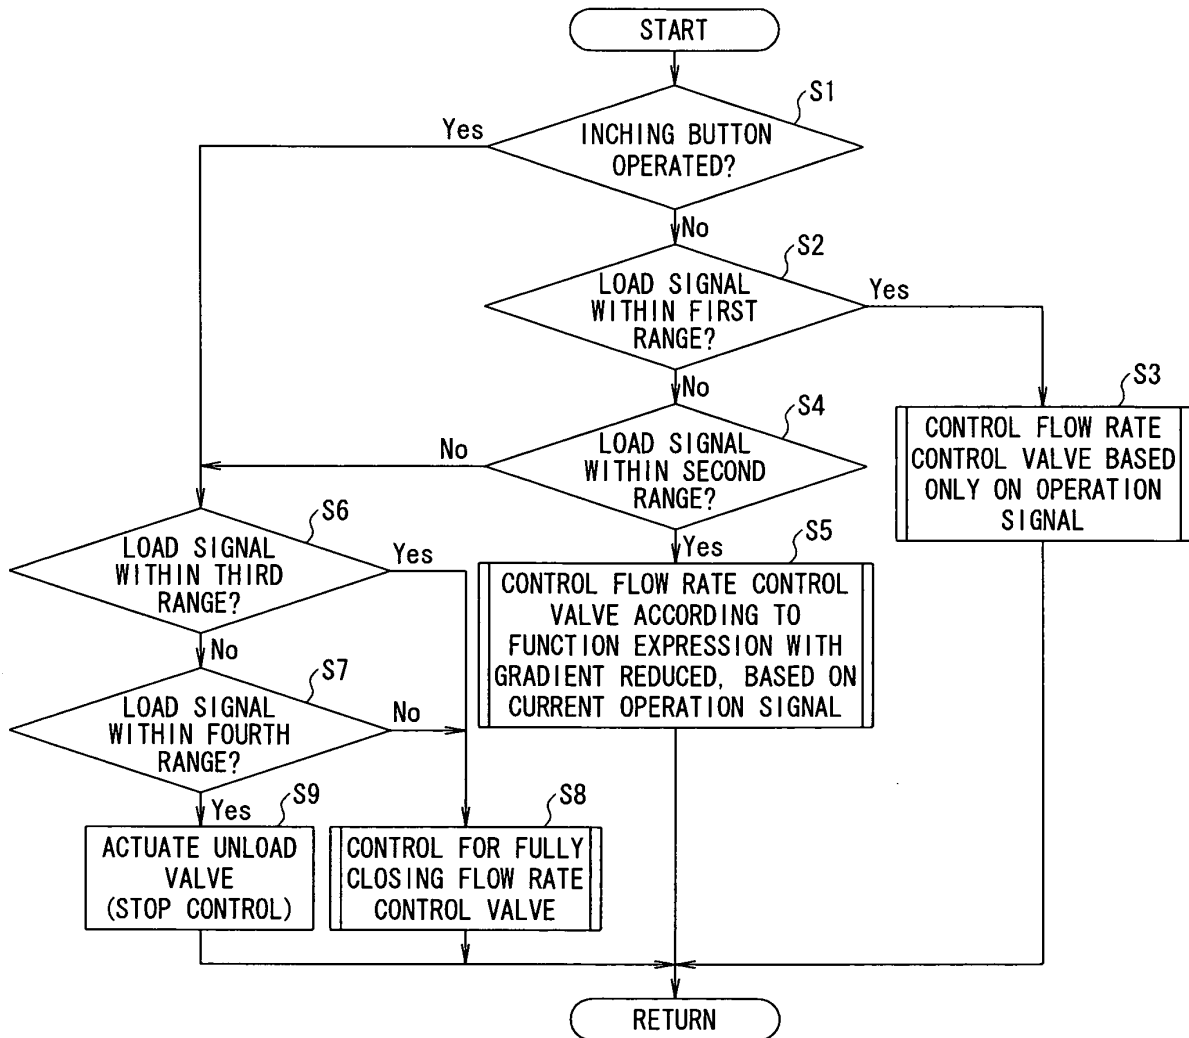 START
S1
Yes
INCHING BUTTON
OPERATED?
No
S2
LOAD SIGNAL
WITHIN FIRST
RANGE?
Yes
No
S3
CONTROL FLOW RATE
CONTROL VALVE BASED
ONLY ON OPERATION
SIGNAL
S4
LOAD SIGNAL
WITHIN SECOND
RANGE?
No
Yes
S5
CONTROL FLOW RATE CONTROL
VALVE ACCORDING TO
FUNCTION EXPRESSION WITH
GRADIENT REDUCED, BASED ON
CURRENT OPERATION SIGNAL
S6
LOAD SIGNAL
WITHIN THIRD
RANGE?
Yes
No
S7
LOAD SIGNAL
WITHIN FOURTH
RANGE?
No
Yes
S9
ACTUATE UNLOAD
VALVE
(STOP CONTROL)
S8
CONTROL FOR FULLY
CLOSING FLOW RATE
CONTROL VALVE
RETURN